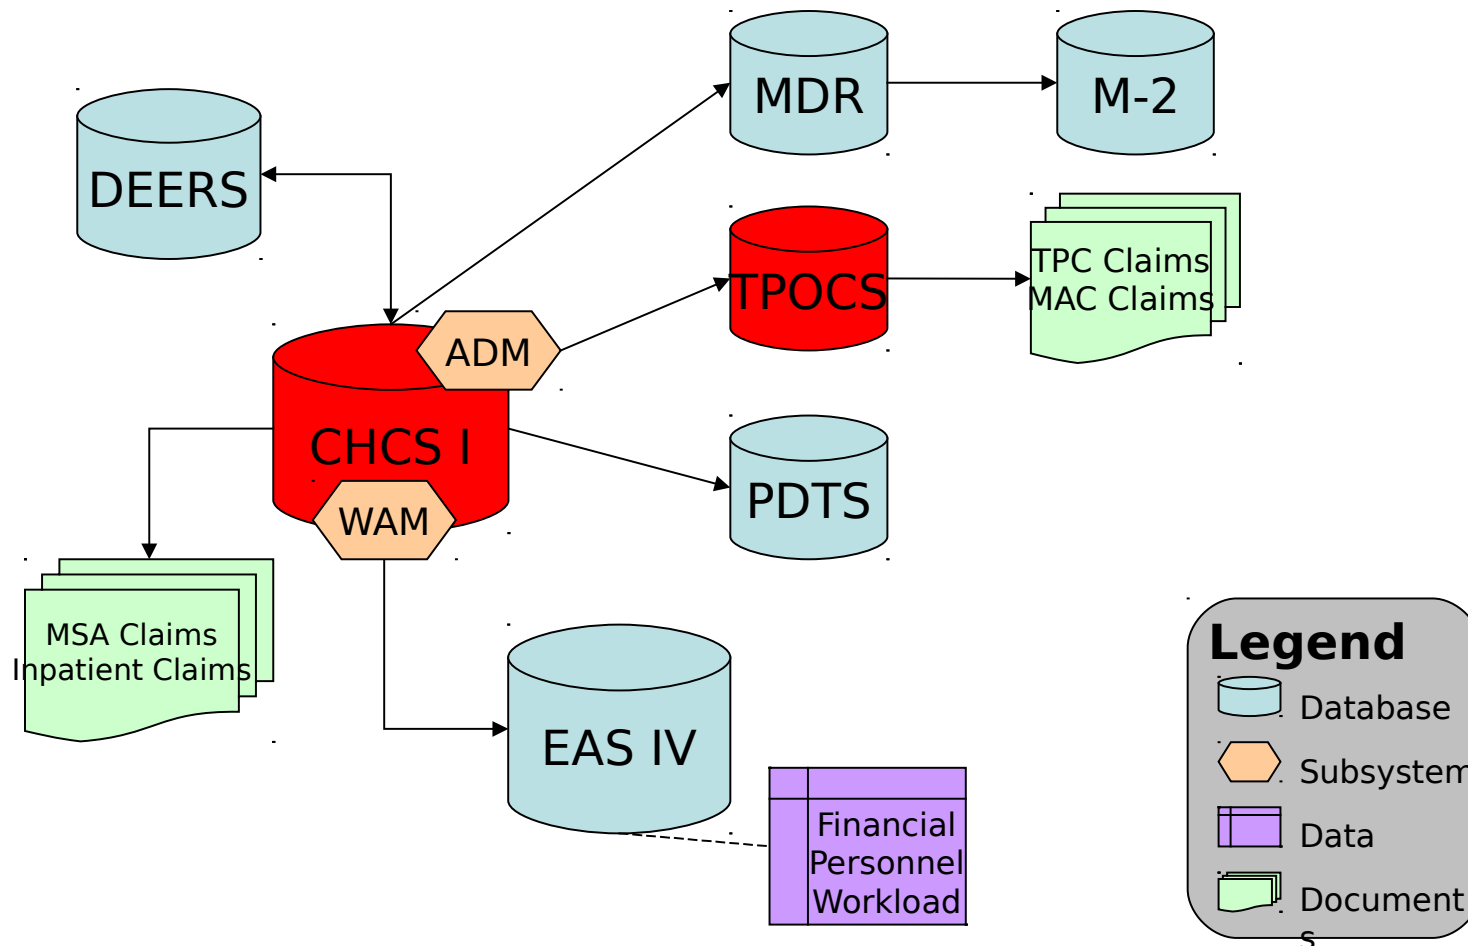 MDR
M-2
DEERS
TPOCS
TPC Claims
MAC Claims
ADM
CHCS I
WAM
PDTS
MSA Claims
Inpatient Claims
EAS IV
Financial
Personnel
Workload
Legend
Database
Subsystem
Data
Document
s